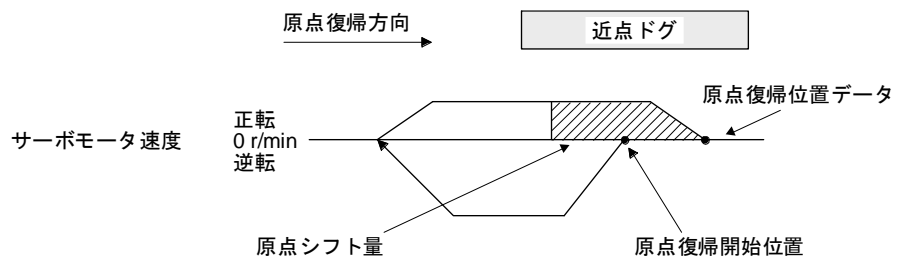 原点復帰方向
近点ドグ
原点復帰位置データ
サーボモータ速度
正転
0 r/min
逆転
原点シフト量
原点復帰開始位置